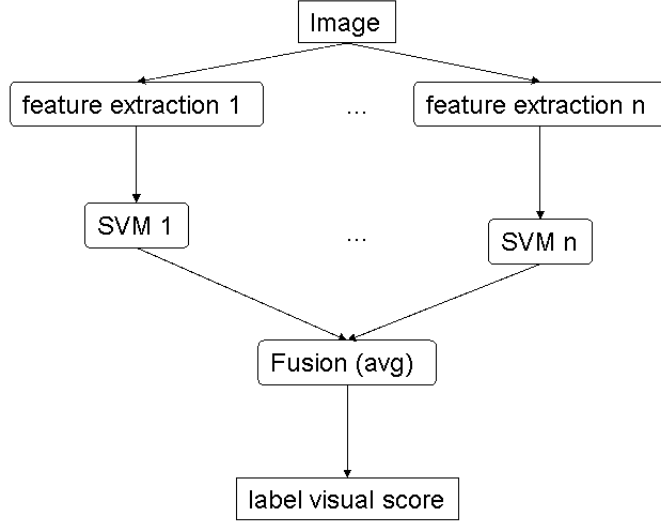 Image
feature extraction 1
...
feature extraction n
SVM 1
...
SVM n
Fusion (avg)
label visual score